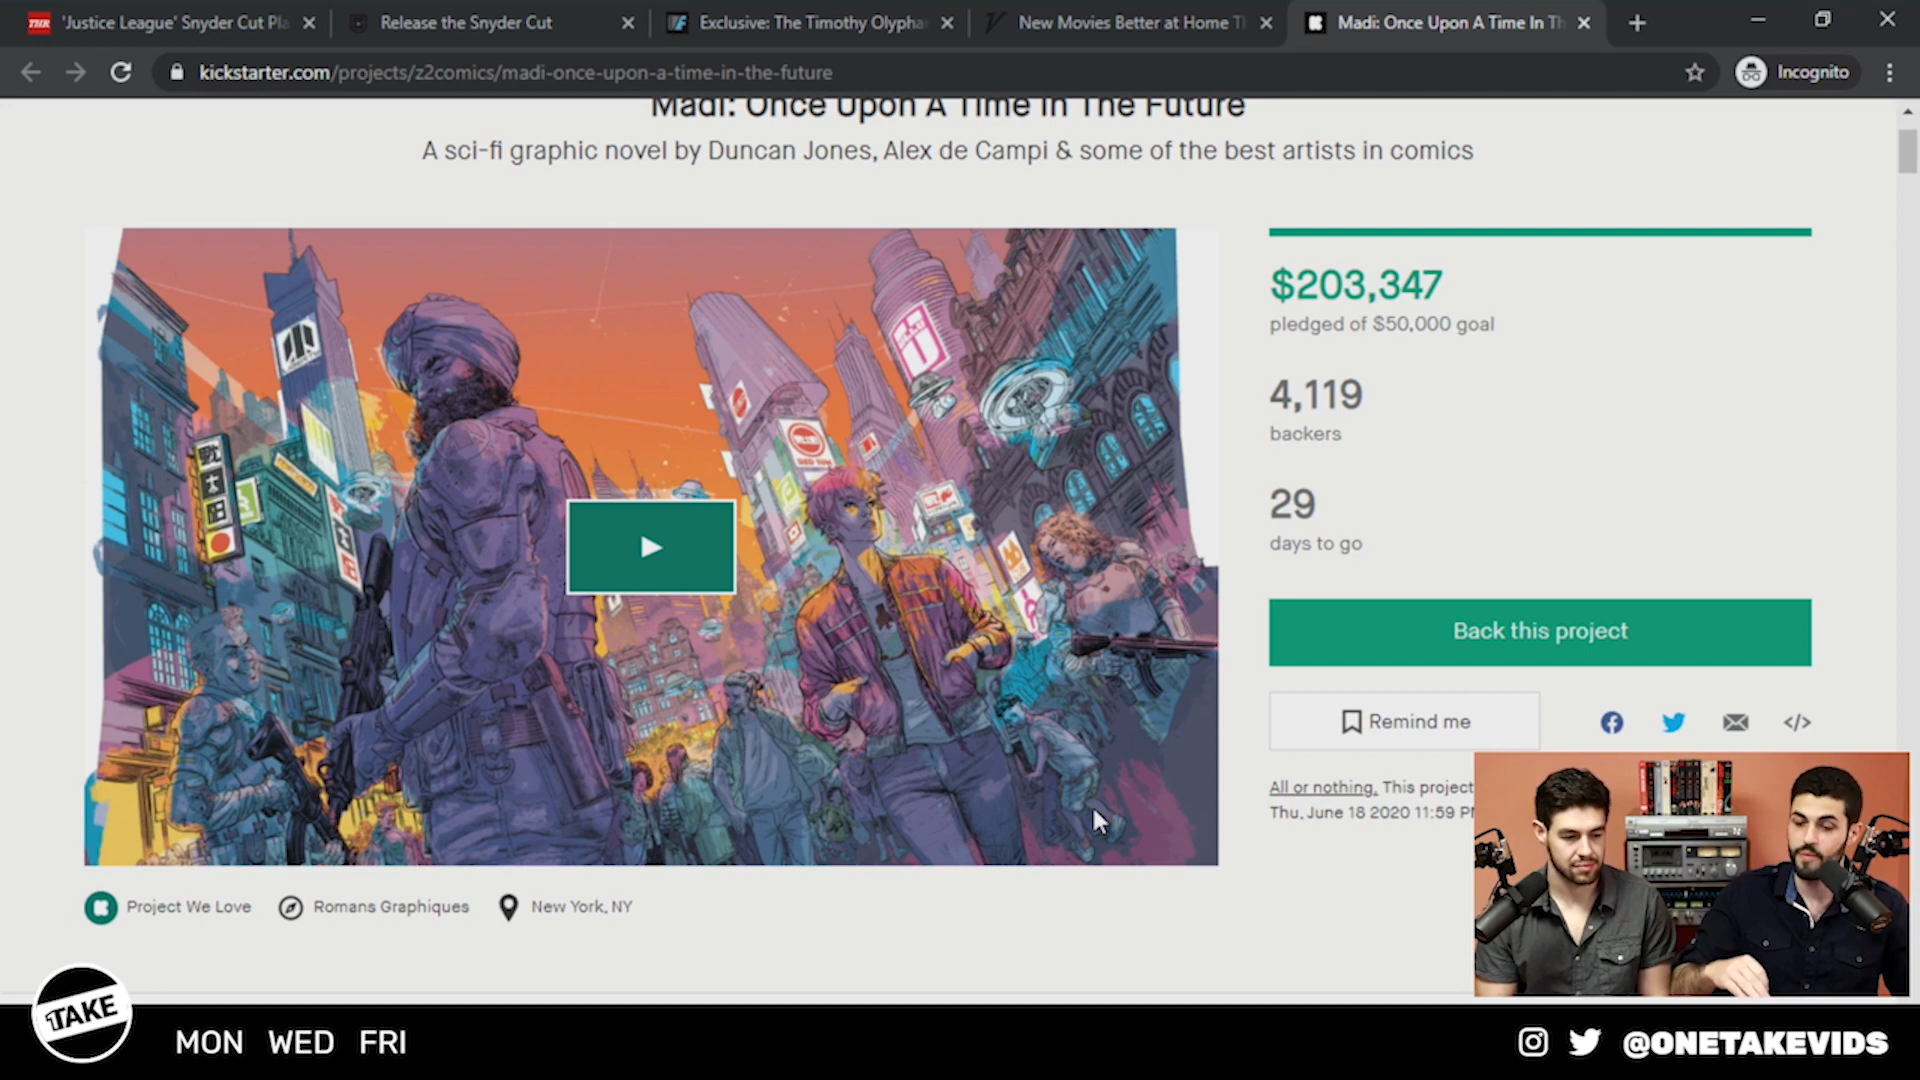 THR 'Justice League' Snyder Cut Pla
Release the Snyder Cut
Exclusive: The Timothy Olypha
New Movies Better at Home T
Madi: Once Upon A Time In Th
kickstarter.com/projects/z2comics/madi-once-upon-a-time-in-the-future
Incognito
Madi: Once Upon A Time In The Future
A sci-fi graphic novel by Duncan Jones, Alex de Campi & some of the best artists in comics
太
陽
$203,347
pledged of $50,000 goal
4,119
backers
29
days to go
Back this project
Remind me
All or nothing. This project
Thu, June 18 2020 11:59 P
Project We Love
Romans Graphiques
New York, NY
1TAKE
MON WED FRI
@ONETAKEVIDS